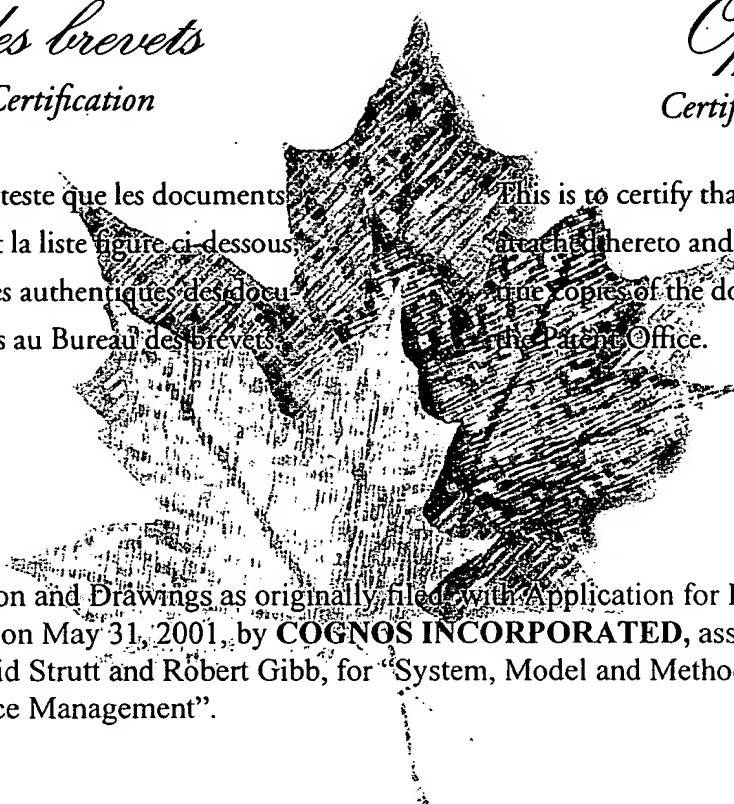 les brevets
Certification
teste que les documents
t la liste figure ci-dessous
es authentiques des docu-
s au Bureau des brevets.
Certif
This is to certify tha
attached hereto and
true copies of the do
the Patent Office.
on and Drawings as originally filed, with Application for
on May 31, 2001, by COGNOS INCORPORATED, ass
id Strutt and Robert Gibb, for “System, Model and Metho
ce Management”.